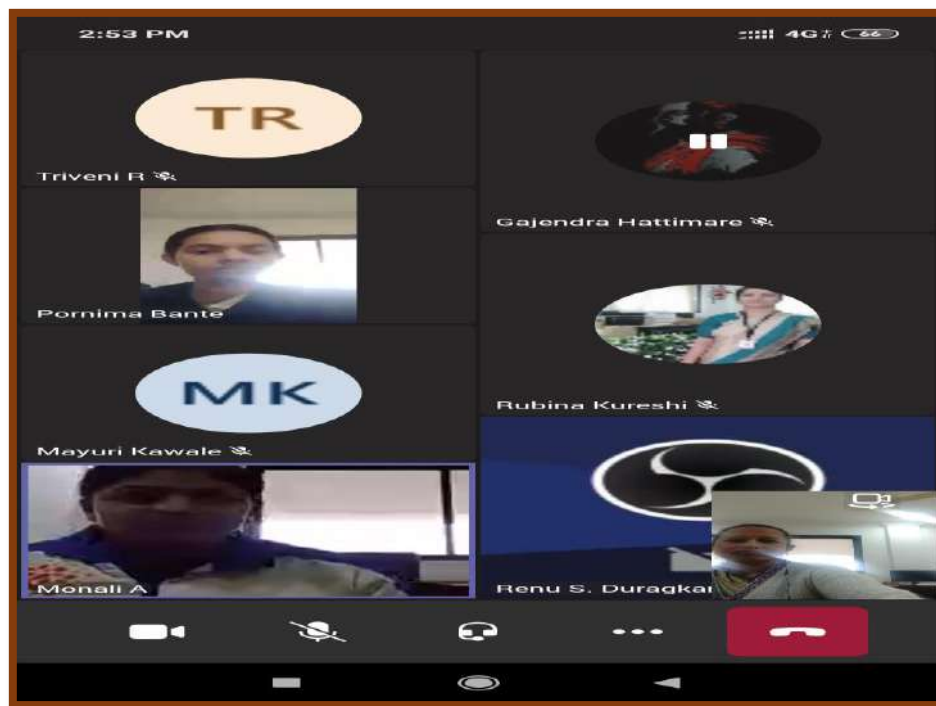 2:53 PM
4G 66
TR
Triveni R
Gajendra Hattimare
Pornima Bante
MK
Mayuri Kawale
Rubina Kureshi
Monali A
Renu S. Duragkar